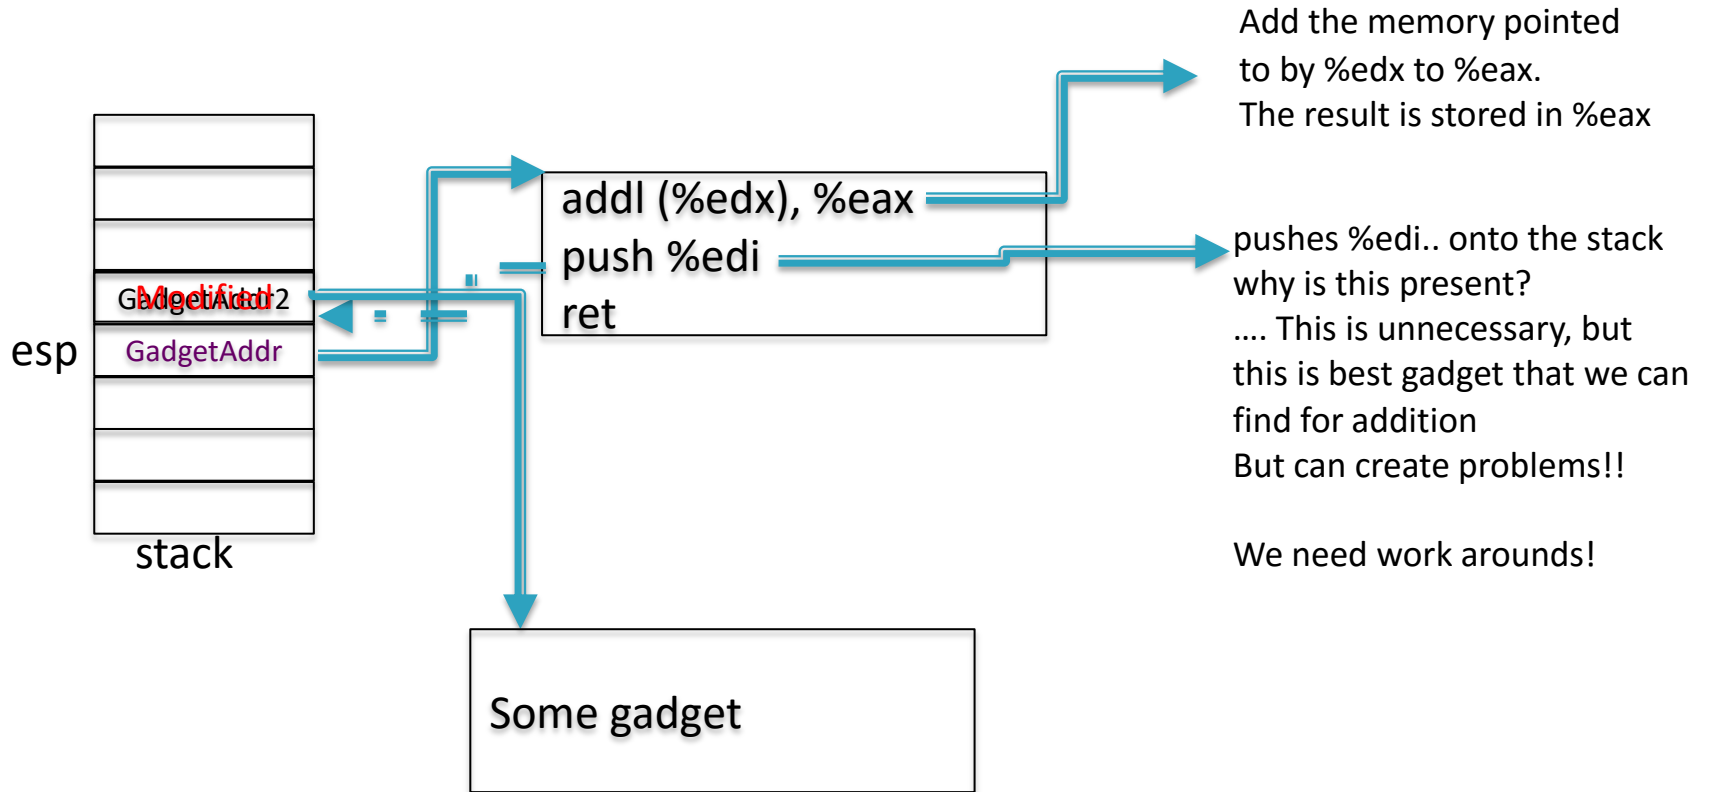 Add the memory pointed
to by %edx to %eax.
The result is stored in %eax
addl (%edx), %eax
push %edi
ret
pushes %edi.. onto the stack
why is this present?
.... This is unnecessary, but
this is best gadget that we can
find for addition
But can create problems!!
We need work arounds!
GadgetAddr2
Modified
esp
GadgetAddr
stack
Some gadget